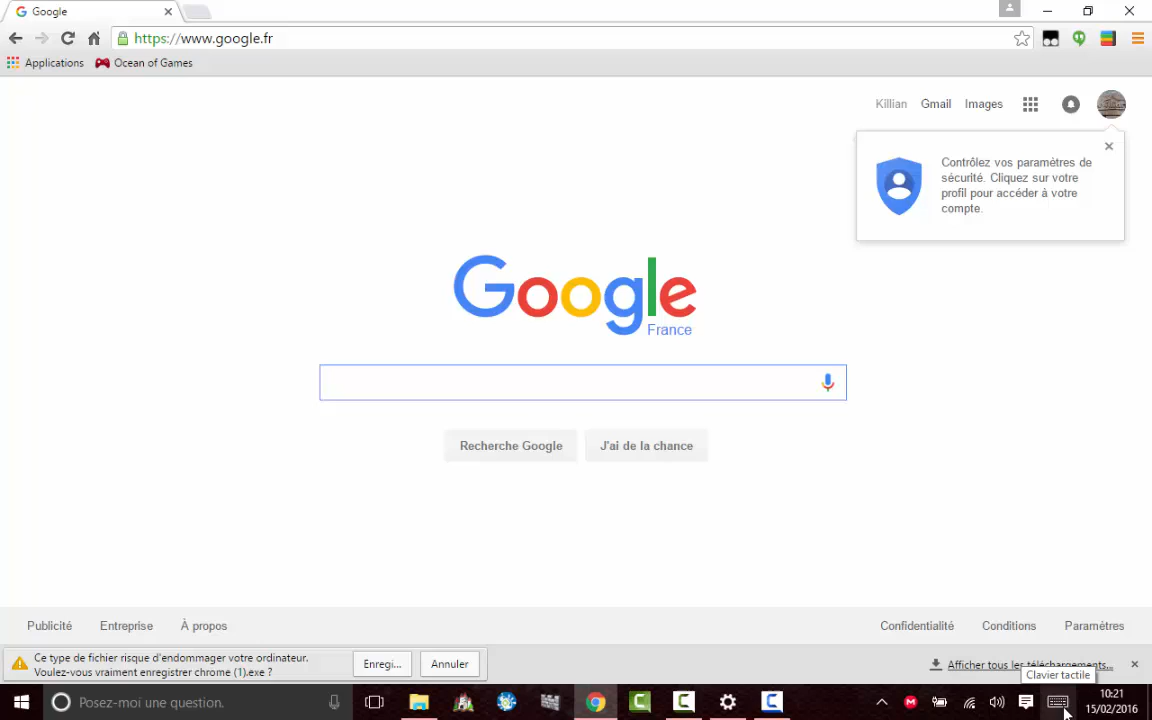 Google
https://www.google.fr
Applications Ocean of Games
Killian Gmail Images
Contrôlez vos paramètres de
sécurité. Cliquez sur votre
profil pour accéder à votre
compte.
Google
France
Recherche Google J'ai de la chance
Publicité Entreprise À propos Confidentialité Conditions Paramètres
Ce type de fichier risque d'endommager votre ordinateur.
Voulez-vous vraiment enregistrer chrome (1).exe ?
Enregi... Annuler
Afficher tous les téléchargements...
Clavier tactile
Posez-moi une question.
10:21
15/02/2016